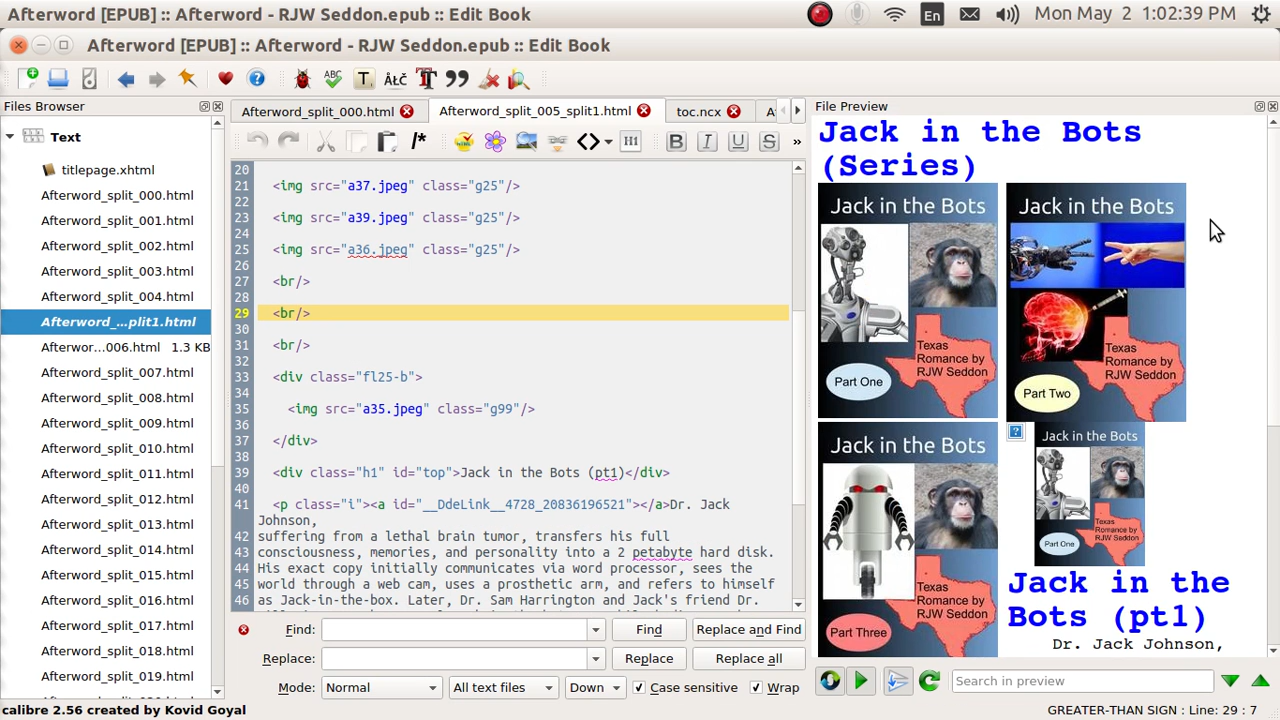 Afterword [EPUB] :: Afterword - RJW Seddon.epub :: Edit Book
En
Mon May 2 1:02:39 PM
Afterword [EPUB] :: Afterword - RJW Seddon.epub :: Edit Book
Files Browser
Text
titlepage.xhtml
Afterword_split_000.html
Afterword_split_001.html
Afterword_split_002.html
Afterword_split_003.html
Afterword_split_004.html
Afterword_…plit1.html
Afterwor…006.html 1.3 KB
Afterword_split_007.html
Afterword_split_008.html
Afterword_split_009.html
Afterword_split_010.html
Afterword_split_011.html
Afterword_split_012.html
Afterword_split_013.html
Afterword_split_014.html
Afterword_split_015.html
Afterword_split_016.html
Afterword_split_017.html
Afterword_split_018.html
Afterword_split_019.html
Afterword_split_000.html
Afterword_split_005_split1.html
toc.ncx
20
21 <img src="a37.jpeg" class="g25"/>
22
23 <img src="a39.jpeg" class="g25"/>
24
25 <img src="a36.jpeg" class="g25"/>
26
27 <br/>
28
29 <br/>
30
31 <br/>
32
33 <div class="fl25-b">
34
35 <img src="a35.jpeg" class="g99"/>
36
37 </div>
38
39 <div class="h1" id="top">Jack in the Bots (pt1)</div>
40
41 <p class="i"><a id="__DdeLink__4728_20836196521"></a>Dr. Jack
Johnson,
42 suffering from a lethal brain tumor, transfers his full
43 consciousness, memories, and personality into a 2 petabyte hard disk.
44 His exact copy initially communicates via word processor, sees the
45 world through a web cam, uses a prosthetic arm, and refers to himself
46 as Jack-in-the-box. Later, Dr. Sam Harrington and Jack's friend Dr.
Find:
Find
Replace and Find
Replace:
Replace
Replace all
Mode:
Normal
All text files
Down
Case sensitive
Wrap
File Preview
Jack in the Bots
(Series)
Jack in the Bots
Texas
Romance by
RJW Seddon
Part One
Jack in the Bots
Texas
Romance by
RJW Seddon
Part Two
Jack in the Bots
Texas
Romance by
RJW Seddon
Part Three
Jack in the Bots
Texas
Romance by
RJW Seddon
Part One
Jack in the
Bots (pt1)
Dr. Jack Johnson,
Search in preview
calibre 2.56 created by Kovid Goyal
GREATER-THAN SIGN : Line: 29 : 7